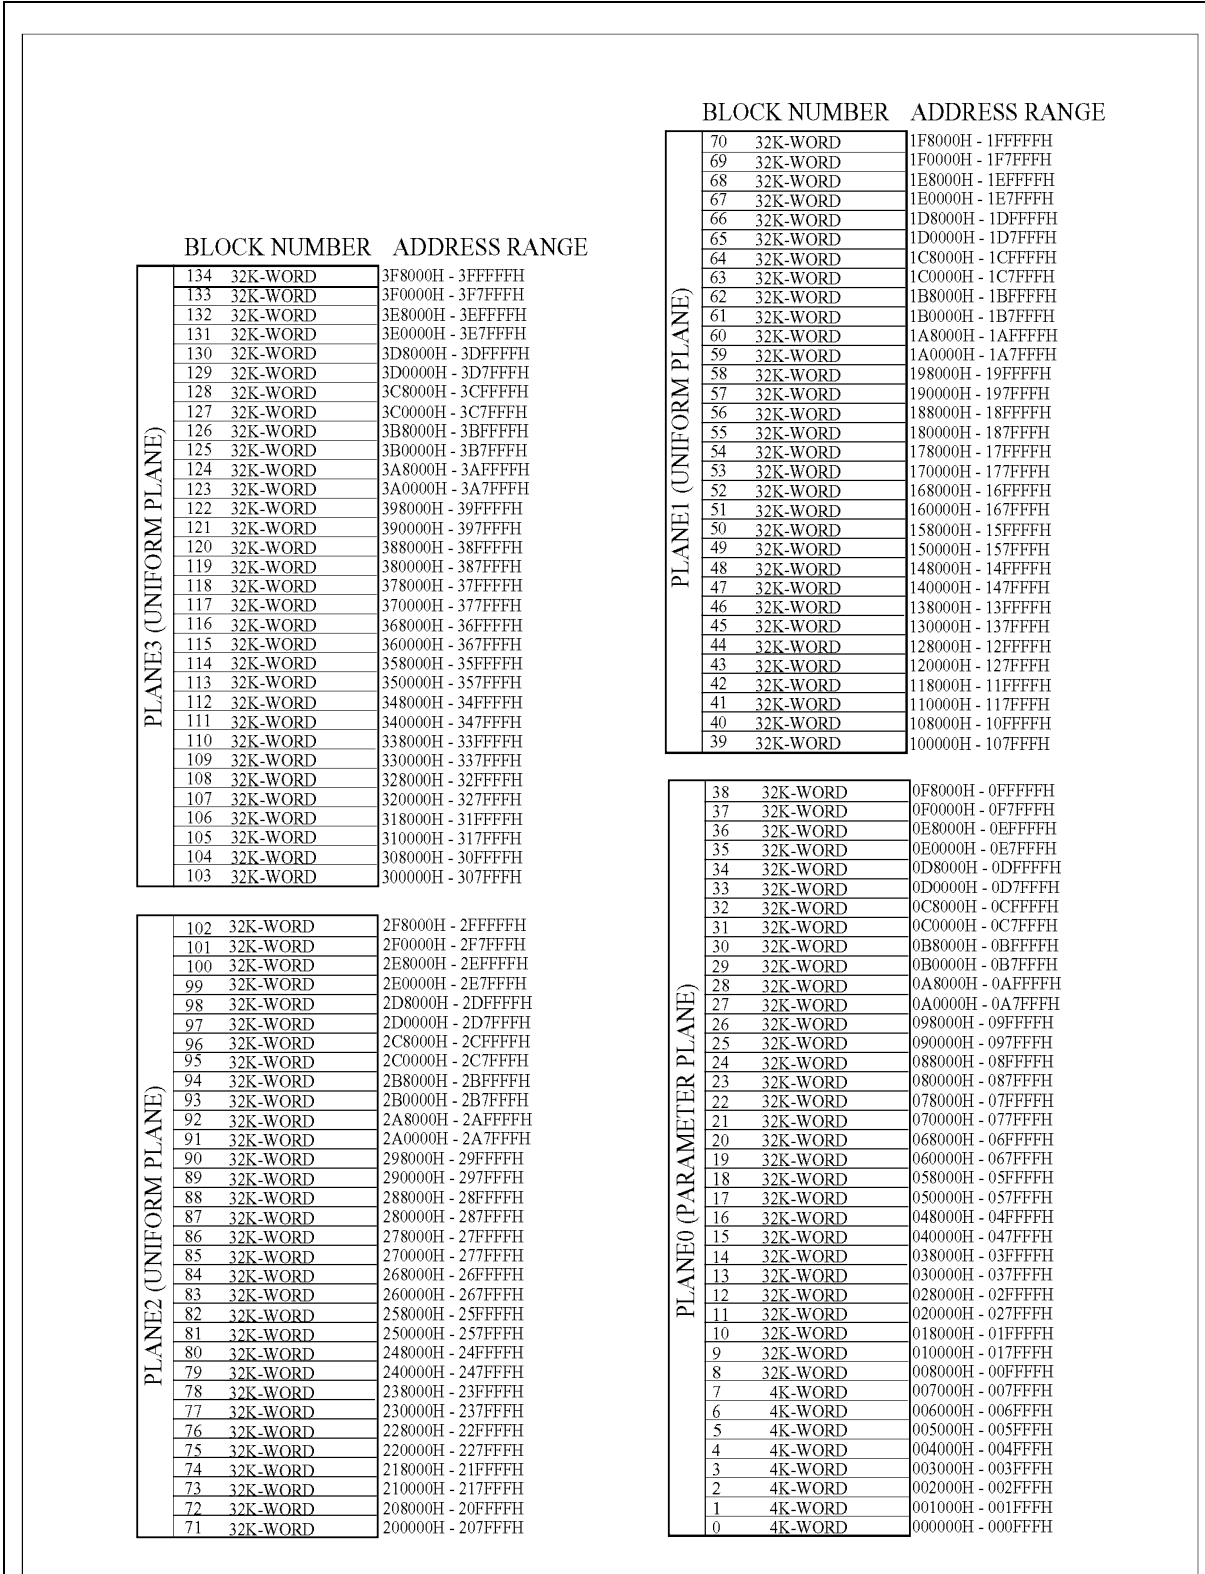 BLOCK NUMBER ADDRESS RANGE
PLANE3 (UNIFORM PLANE)
134 32K-WORD 3F8000H - 3FFFFFH
133 32K-WORD 3F0000H - 3F7FFFH
132 32K-WORD 3E8000H - 3EFFFFH
131 32K-WORD 3E0000H - 3E7FFFH
130 32K-WORD 3D8000H - 3DFFFFH
129 32K-WORD 3D0000H - 3D7FFFH
128 32K-WORD 3C8000H - 3CFFFFH
127 32K-WORD 3C0000H - 3C7FFFH
126 32K-WORD 3B8000H - 3BFFFFH
125 32K-WORD 3B0000H - 3B7FFFH
124 32K-WORD 3A8000H - 3AFFFFH
123 32K-WORD 3A0000H - 3A7FFFH
122 32K-WORD 398000H - 39FFFFH
121 32K-WORD 390000H - 397FFFH
120 32K-WORD 388000H - 38FFFFH
119 32K-WORD 380000H - 387FFFH
118 32K-WORD 378000H - 37FFFFH
117 32K-WORD 370000H - 377FFFH
116 32K-WORD 368000H - 36FFFFH
115 32K-WORD 360000H - 367FFFH
114 32K-WORD 358000H - 35FFFFH
113 32K-WORD 350000H - 357FFFH
112 32K-WORD 348000H - 34FFFFH
111 32K-WORD 340000H - 347FFFH
110 32K-WORD 338000H - 33FFFFH
109 32K-WORD 330000H - 337FFFH
108 32K-WORD 328000H - 32FFFFH
107 32K-WORD 320000H - 327FFFH
106 32K-WORD 318000H - 31FFFFH
105 32K-WORD 310000H - 317FFFH
104 32K-WORD 308000H - 30FFFFH
103 32K-WORD 300000H - 307FFFH
PLANE2 (UNIFORM PLANE)
102 32K-WORD 2F8000H - 2FFFFFH
101 32K-WORD 2F0000H - 2F7FFFH
100 32K-WORD 2E8000H - 2EFFFFH
99 32K-WORD 2E0000H - 2E7FFFH
98 32K-WORD 2D8000H - 2DFFFFH
97 32K-WORD 2D0000H - 2D7FFFH
96 32K-WORD 2C8000H - 2CFFFFH
95 32K-WORD 2C0000H - 2C7FFFH
94 32K-WORD 2B8000H - 2BFFFFH
93 32K-WORD 2B0000H - 2B7FFFH
92 32K-WORD 2A8000H - 2AFFFFH
91 32K-WORD 2A0000H - 2A7FFFH
90 32K-WORD 298000H - 29FFFFH
89 32K-WORD 290000H - 297FFFH
88 32K-WORD 288000H - 28FFFFH
87 32K-WORD 280000H - 287FFFH
86 32K-WORD 278000H - 27FFFFH
85 32K-WORD 270000H - 277FFFH
84 32K-WORD 268000H - 26FFFFH
83 32K-WORD 260000H - 267FFFH
82 32K-WORD 258000H - 25FFFFH
81 32K-WORD 250000H - 257FFFH
80 32K-WORD 248000H - 24FFFFH
79 32K-WORD 240000H - 247FFFH
78 32K-WORD 238000H - 23FFFFH
77 32K-WORD 230000H - 237FFFH
76 32K-WORD 228000H - 22FFFFH
75 32K-WORD 220000H - 227FFFH
74 32K-WORD 218000H - 21FFFFH
73 32K-WORD 210000H - 217FFFH
72 32K-WORD 208000H - 20FFFFH
71 32K-WORD 200000H - 207FFFH
BLOCK NUMBER ADDRESS RANGE
PLANE1 (UNIFORM PLANE)
70 32K-WORD 1F8000H - 1FFFFFH
69 32K-WORD 1F0000H - 1F7FFFH
68 32K-WORD 1E8000H - 1EFFFFH
67 32K-WORD 1E0000H - 1E7FFFH
66 32K-WORD 1D8000H - 1DFFFFH
65 32K-WORD 1D0000H - 1D7FFFH
64 32K-WORD 1C8000H - 1CFFFFH
63 32K-WORD 1C0000H - 1C7FFFH
62 32K-WORD 1B8000H - 1BFFFFH
61 32K-WORD 1B0000H - 1B7FFFH
60 32K-WORD 1A8000H - 1AFFFFH
59 32K-WORD 1A0000H - 1A7FFFH
58 32K-WORD 198000H - 19FFFFH
57 32K-WORD 190000H - 197FFFH
56 32K-WORD 188000H - 18FFFFH
55 32K-WORD 180000H - 187FFFH
54 32K-WORD 178000H - 17FFFFH
53 32K-WORD 170000H - 177FFFH
52 32K-WORD 168000H - 16FFFFH
51 32K-WORD 160000H - 167FFFH
50 32K-WORD 158000H - 15FFFFH
49 32K-WORD 150000H - 157FFFH
48 32K-WORD 148000H - 14FFFFH
47 32K-WORD 140000H - 147FFFH
46 32K-WORD 138000H - 13FFFFH
45 32K-WORD 130000H - 137FFFH
44 32K-WORD 128000H - 12FFFFH
43 32K-WORD 120000H - 127FFFH
42 32K-WORD 118000H - 11FFFFH
41 32K-WORD 110000H - 117FFFH
40 32K-WORD 108000H - 10FFFFH
39 32K-WORD 100000H - 107FFFH
PLANE0 (PARAMETER PLANE)
38 32K-WORD 0F8000H - 0FFFFFH
37 32K-WORD 0F0000H - 0F7FFFH
36 32K-WORD 0E8000H - 0EFFFFH
35 32K-WORD 0E0000H - 0E7FFFH
34 32K-WORD 0D8000H - 0DFFFFH
33 32K-WORD 0D0000H - 0D7FFFH
32 32K-WORD 0C8000H - 0CFFFFH
31 32K-WORD 0C0000H - 0C7FFFH
30 32K-WORD 0B8000H - 0BFFFFH
29 32K-WORD 0B0000H - 0B7FFFH
28 32K-WORD 0A8000H - 0AFFFFH
27 32K-WORD 0A0000H - 0A7FFFH
26 32K-WORD 098000H - 09FFFFH
25 32K-WORD 090000H - 097FFFH
24 32K-WORD 088000H - 08FFFFH
23 32K-WORD 080000H - 087FFFH
22 32K-WORD 078000H - 07FFFFH
21 32K-WORD 070000H - 077FFFH
20 32K-WORD 068000H - 06FFFFH
19 32K-WORD 060000H - 067FFFH
18 32K-WORD 058000H - 05FFFFH
17 32K-WORD 050000H - 057FFFH
16 32K-WORD 048000H - 04FFFFH
15 32K-WORD 040000H - 047FFFH
14 32K-WORD 038000H - 03FFFFH
13 32K-WORD 030000H - 037FFFH
12 32K-WORD 028000H - 02FFFFH
11 32K-WORD 020000H - 027FFFH
10 32K-WORD 018000H - 01FFFFH
9 32K-WORD 010000H - 017FFFH
8 32K-WORD 008000H - 00FFFFH
7 4K-WORD 007000H - 007FFFH
6 4K-WORD 006000H - 006FFFH
5 4K-WORD 005000H - 005FFFH
4 4K-WORD 004000H - 004FFFH
3 4K-WORD 003000H - 003FFFH
2 4K-WORD 002000H - 002FFFH
1 4K-WORD 001000H - 001FFFH
0 4K-WORD 000000H - 000FFFH